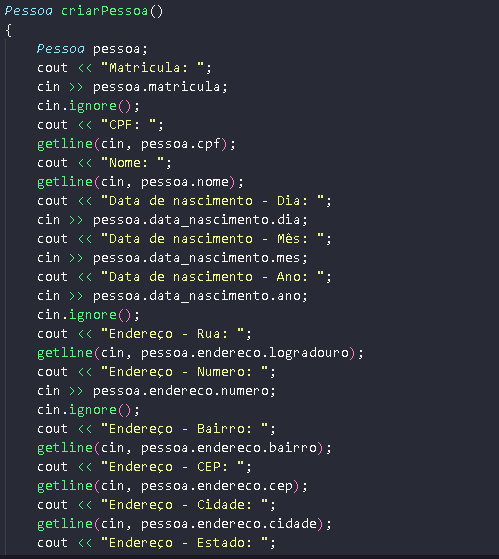 Pessoa criarPessoa()
{
    Pessoa pessoa;
    cout << "Matricula: ";
    cin >> pessoa.matricula;
    cin.ignore();
    cout << "CPF: ";
    getline(cin, pessoa.cpf);
    cout << "Nome: ";
    getline(cin, pessoa.nome);
    cout << "Data de nascimento - Dia: ";
    cin >> pessoa.data_nascimento.dia;
    cout << "Data de nascimento - Mês: ";
    cin >> pessoa.data_nascimento.mes;
    cout << "Data de nascimento - Ano: ";
    cin >> pessoa.data_nascimento.ano;
    cin.ignore();
    cout << "Endereço - Rua: ";
    getline(cin, pessoa.endereco.logradouro);
    cout << "Endereço - Numero: ";
    cin >> pessoa.endereco.numero;
    cin.ignore();
    cout << "Endereço - Bairro: ";
    getline(cin, pessoa.endereco.bairro);
    cout << "Endereço - CEP: ";
    getline(cin, pessoa.endereco.cep);
    cout << "Endereço - Cidade: ";
    getline(cin, pessoa.endereco.cidade);
    cout << "Endereço - Estado: ";